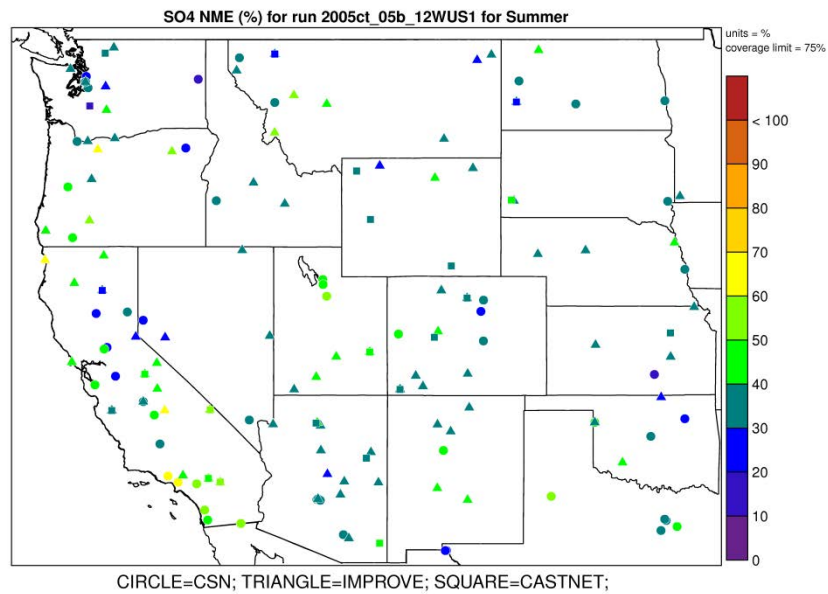 SO4 NME (%) for run 2005ct_05b_12WUS1 for Summer
units = %
coverage limit = 75%
< 100
90
80
70
60
50
40
30
20
10
0
CIRCLE=CSN; TRIANGLE=IMPROVE; SQUARE=CASTNET;